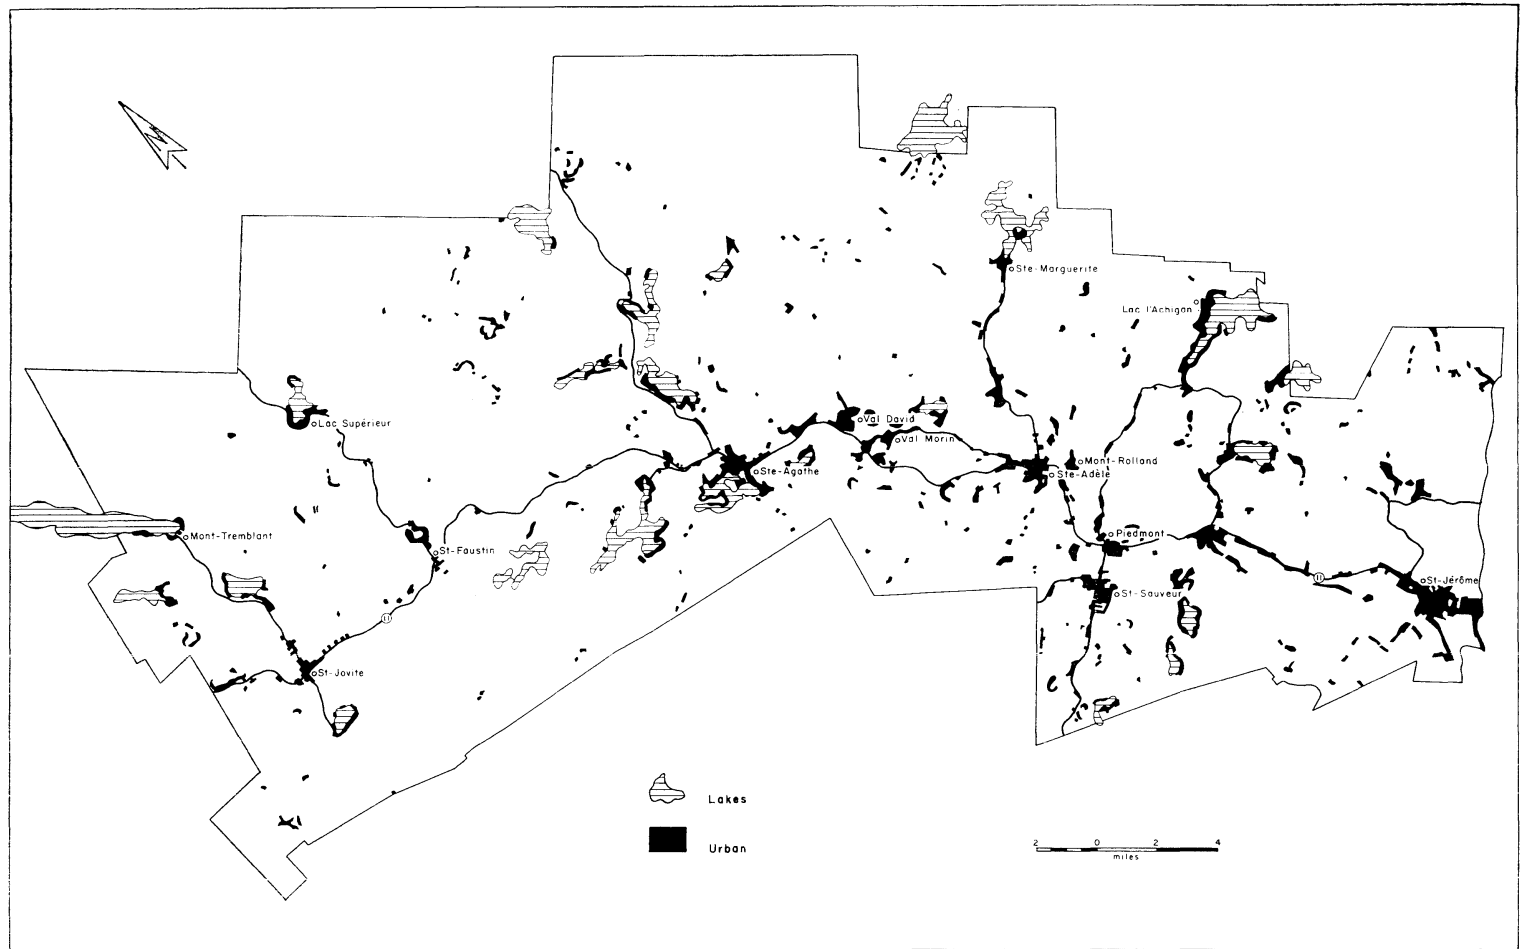 N
Ste-Marguerite
Lac l'Achigan
Lac Supérieur
Val David
Val Morin
Mont-Rolland
Ste-Agathe
Ste-Adèle
Mont-Tremblant
Piedmont
St-Faustin
11
St-Jérôme
St-Sauveur
11
St-Jovite
Lakes
Urban
2 0 2 4
miles